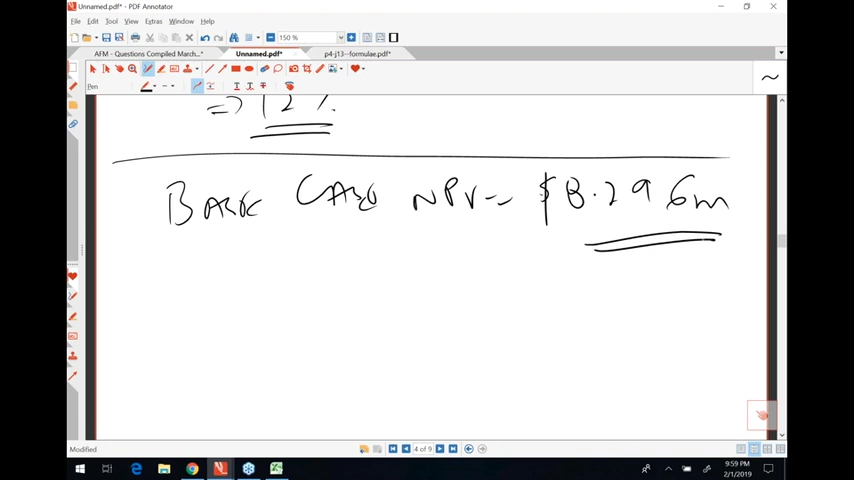 Unnamed.pdf* - PDF Annotator
File Edit View Tool Extras Window Help
150 %
AFM - Questions Compiled March...* Unnamed.pdf* p4-j13--formulae.pdf*
Pen
=> 12%
BASE CASE NPV = $8.296m
4 of 9
Modified
9:59 PM
2/1/2019